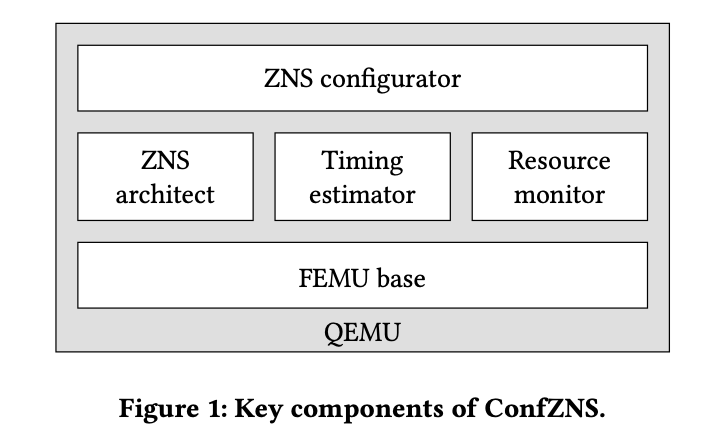 ZNS configurator
ZNS
architect
Timing
estimator
Resource
monitor
FEMU base
QEMU
Figure 1: Key components of ConfZNS.